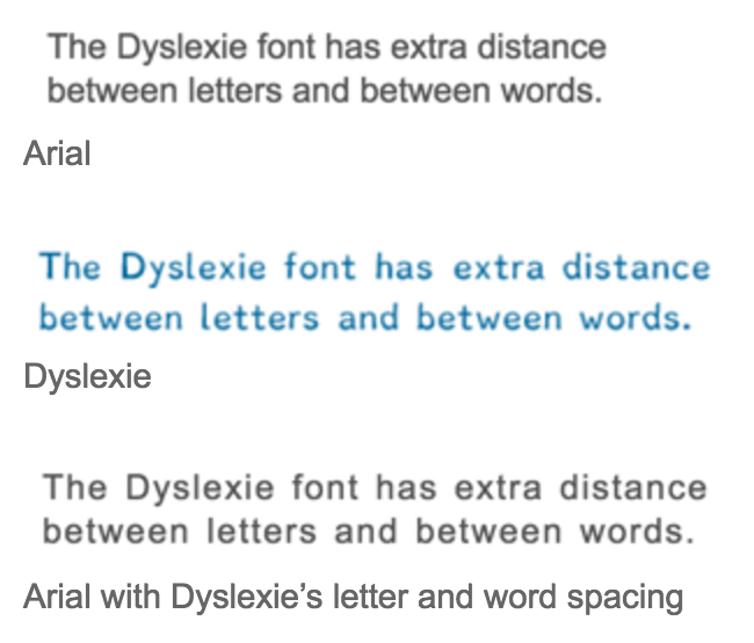 The Dyslexie font has extra distance
between letters and between words.
Arial
The Dyslexie font has extra distance
between letters and between words.
Dyslexie
The Dyslexie font has extra distance
between letters and between words.
Arial with Dyslexie’s letter and word spacing